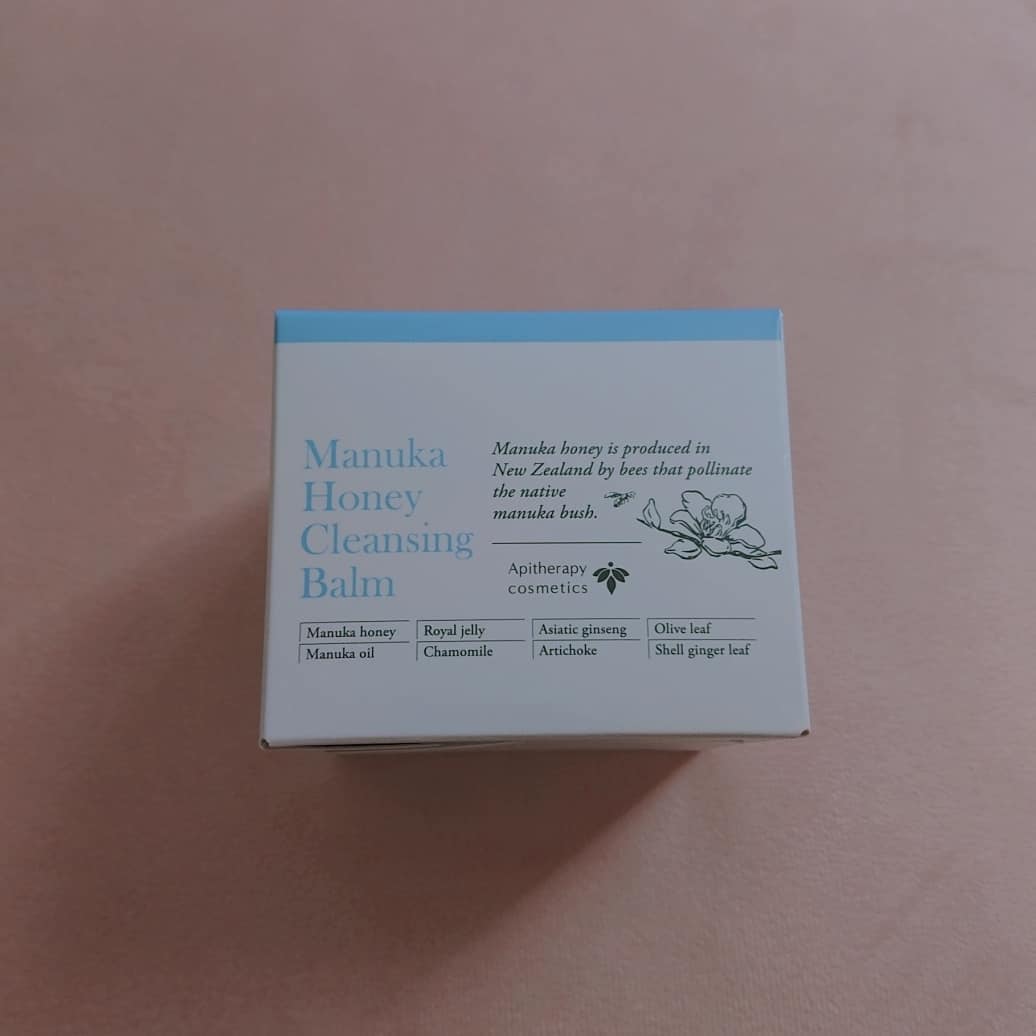 Manuka
Honey
Cleansing
Balm
Manuka honey is produced in
New Zealand by bees that pollinate
the native
manuka bush.
Apitherapy
cosmetics
Manuka honey Royal jelly Asiatic ginseng Olive leaf
Manuka oil Chamomile Artichoke Shell ginger leaf